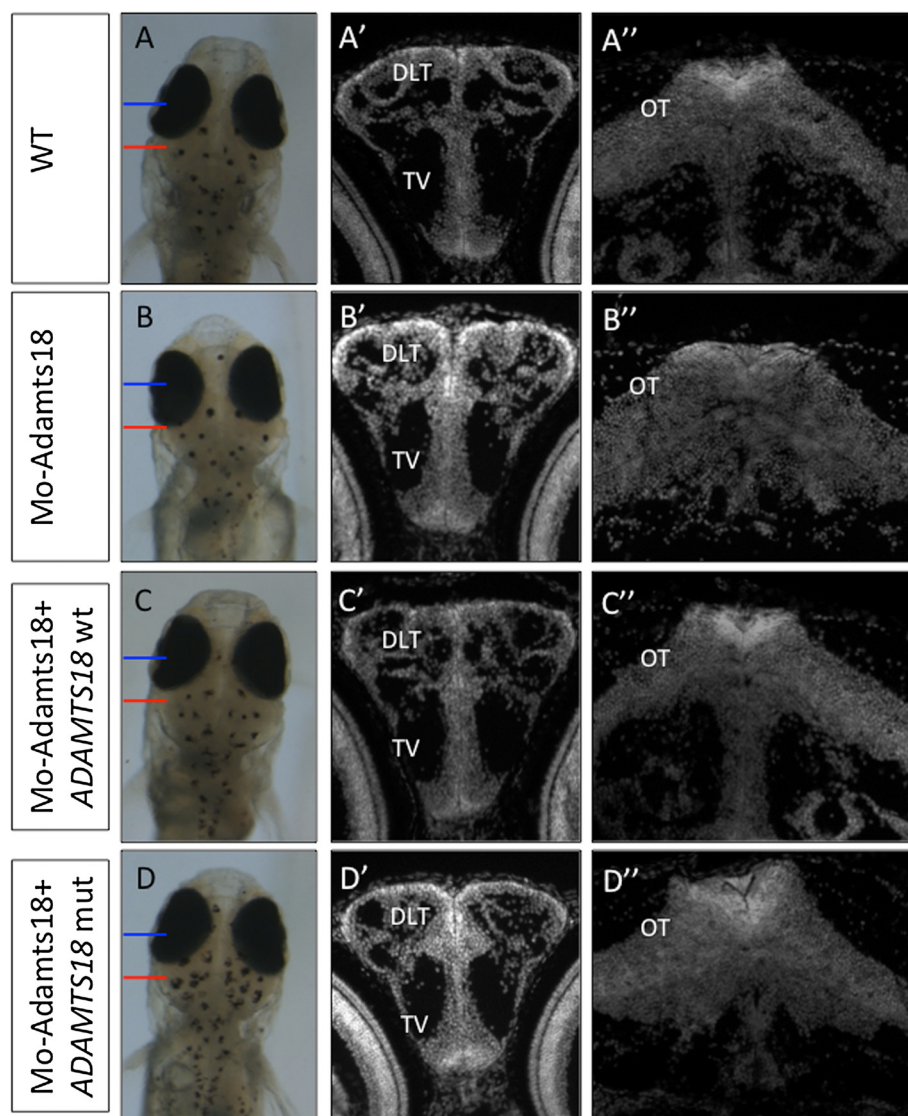 WT
A
A′
DLT
TV
A″
OT
Mo-Adamts18
B
B′
DLT
TV
B″
OT
Mo-Adamts18+
ADAMTS18 wt
C
C′
DLT
TV
C″
OT
Mo-Adamts18+
ADAMTS18 mut
D
D′
DLT
TV
D″
OT